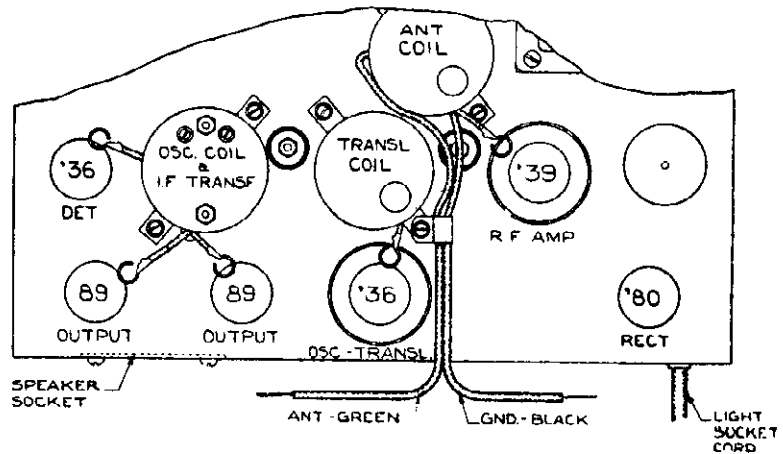 ANT
COIL
OSC. COIL
&
I.F TRANSF
TRANSL
COIL
'36
DET
'39
R F AMP
89
OUTPUT
89
OUTPUT
'36
OSC-TRANSL
'80
RECT
SPEAKER
SOCKET
ANT-GREEN
GND.-BLACK
LIGHT
SOCKET
CORD